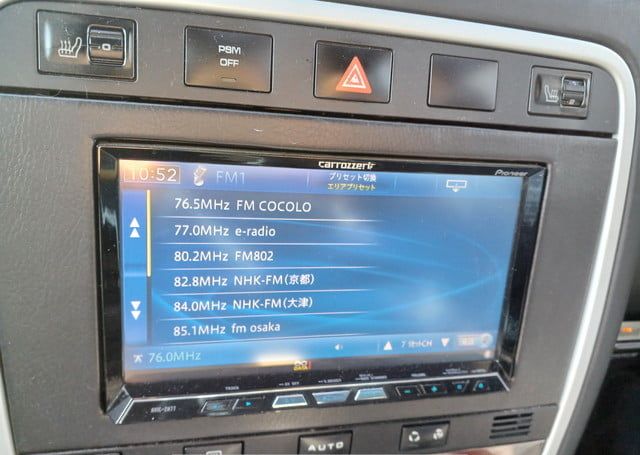 PSM
OFF
carrozzeria
Pioneer
10:52 FM1 プリセット切換
エリアプリセット
76.5MHz FM COCOLO
77.0MHz e-radio
80.2MHz FM802
82.8MHz NHK-FM(京都)
84.0MHz NHK-FM(大津)
85.1MHz fm osaka
76.0MHz
AUTO